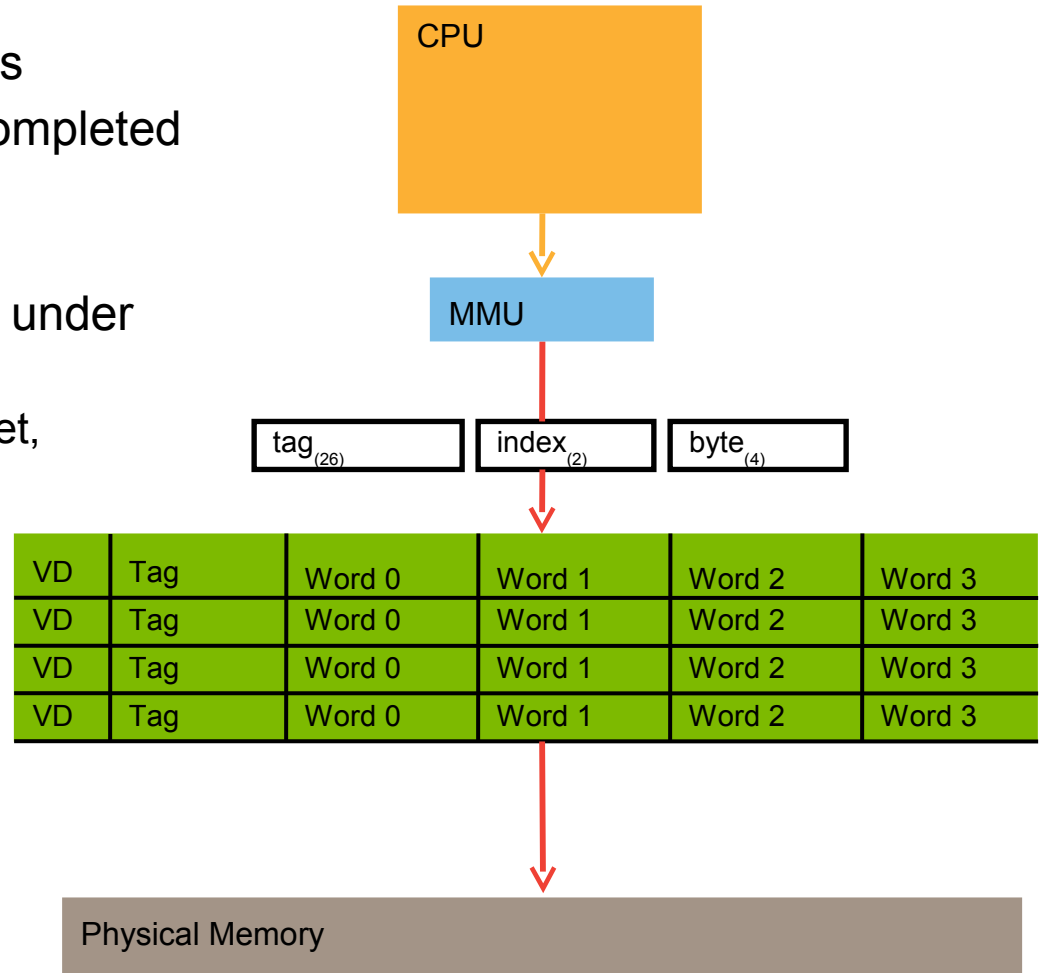 CPU
s
ompleted
under
MMU
et,
tag(26) index(2) byte(4)
VD Tag Word 0 Word 1 Word 2 Word 3
VD Tag Word 0 Word 1 Word 2 Word 3
VD Tag Word 0 Word 1 Word 2 Word 3
VD Tag Word 0 Word 1 Word 2 Word 3
Physical Memory